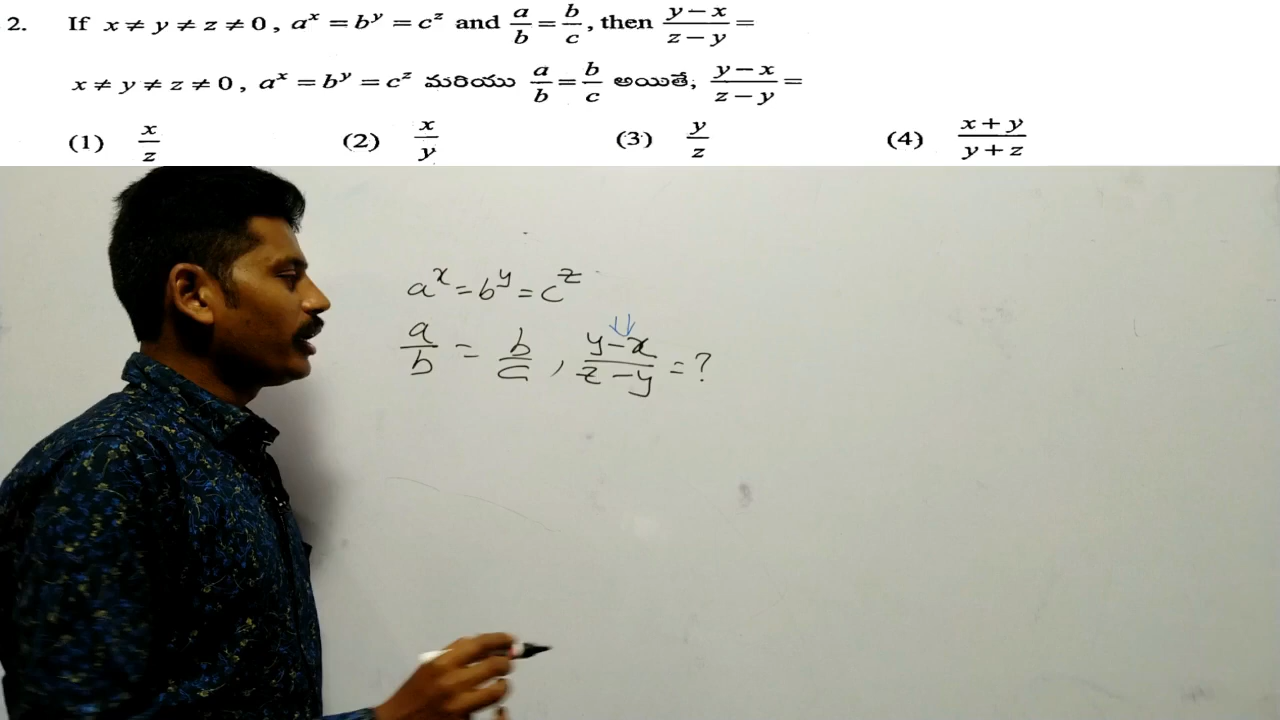 2. If x ≠ y ≠ z ≠ 0, a^x = b^y = c^z and a/b = b/c, then (y − x)/(z − y) =
x ≠ y ≠ z ≠ 0, a^x = b^y = c^z మరియు a/b = b/c అయితే, (y − x)/(z − y) =
(1) x/z (2) x/y (3) y/z (4) (x + y)/(y + z)
a^x = b^y = c^z
a/b = b/c , (y − x)/(z − y) = ?